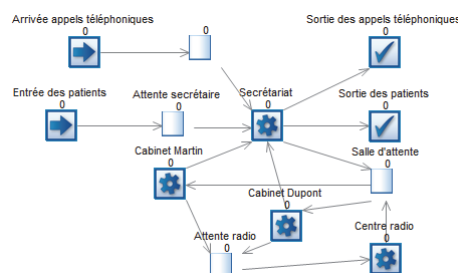 Arrivée appels téléphoniques
0
0
Sortie des appels téléphoniques
0
Entrée des patients
0
Attente secrétaire
0
Secrétariat
0
Sortie des patients
0
Cabinet Martin
0
Salle d'attente
0
Cabinet Dupont
0
Attente radio
0
Centre radio
0